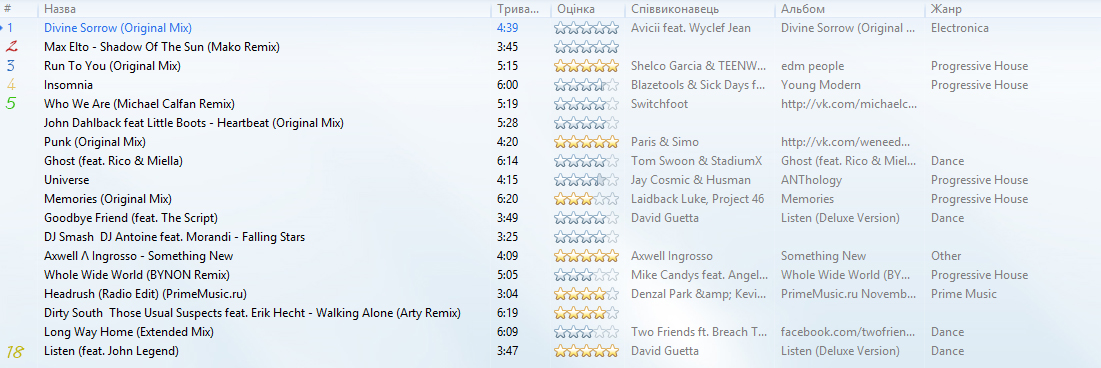 # Назва Трива... Оцінка Співвиконавець Альбом Жанр
1 Divine Sorrow (Original Mix) 4:39 Avicii feat. Wyclef Jean Divine Sorrow (Original ... Electronica
2 Max Elto - Shadow Of The Sun (Mako Remix) 3:45
3 Run To You (Original Mix) 5:15 Shelco Garcia & TEENW... edm people Progressive House
4 Insomnia 6:00 Blazetools & Sick Days f... Young Modern Progressive House
5 Who We Are (Michael Calfan Remix) 5:19 Switchfoot http://vk.com/michaelc...
John Dahlback feat Little Boots - Heartbeat (Original Mix) 5:28
Punk (Original Mix) 4:20 Paris & Simo http://vk.com/weneed...
Ghost (feat. Rico & Miella) 6:14 Tom Swoon & StadiumX Ghost (feat. Rico & Miel... Dance
Universe 4:15 Jay Cosmic & Husman ANThology Progressive House
Memories (Original Mix) 6:20 Laidback Luke, Project 46 Progressive House
Goodbye Friend (feat. The Script) 3:49 David Guetta Listen (Deluxe Version) Dance
DJ Smash DJ Antoine feat. Morandi - Falling Stars 3:25
Axwell Λ Ingrosso - Something New 4:09 Axwell Ingrosso Something New Other
Whole Wide World (BYNON Remix) 5:05 Mike Candys feat. Angel... Whole Wide World (BY... Progressive House
Headrush (Radio Edit) (PrimeMusic.ru) 3:04 Denzal Park &amp; Kevi... PrimeMusic.ru Novemb... Prime Music
Dirty South Those Usual Suspects feat. Erik Hecht - Walking Alone (Arty Remix) 6:19
Long Way Home (Extended Mix) 6:09 Two Friends ft. Breach T... facebook.com/twofrien... Dance
18 Listen (feat. John Legend) 3:47 David Guetta Listen (Deluxe Version) Dance